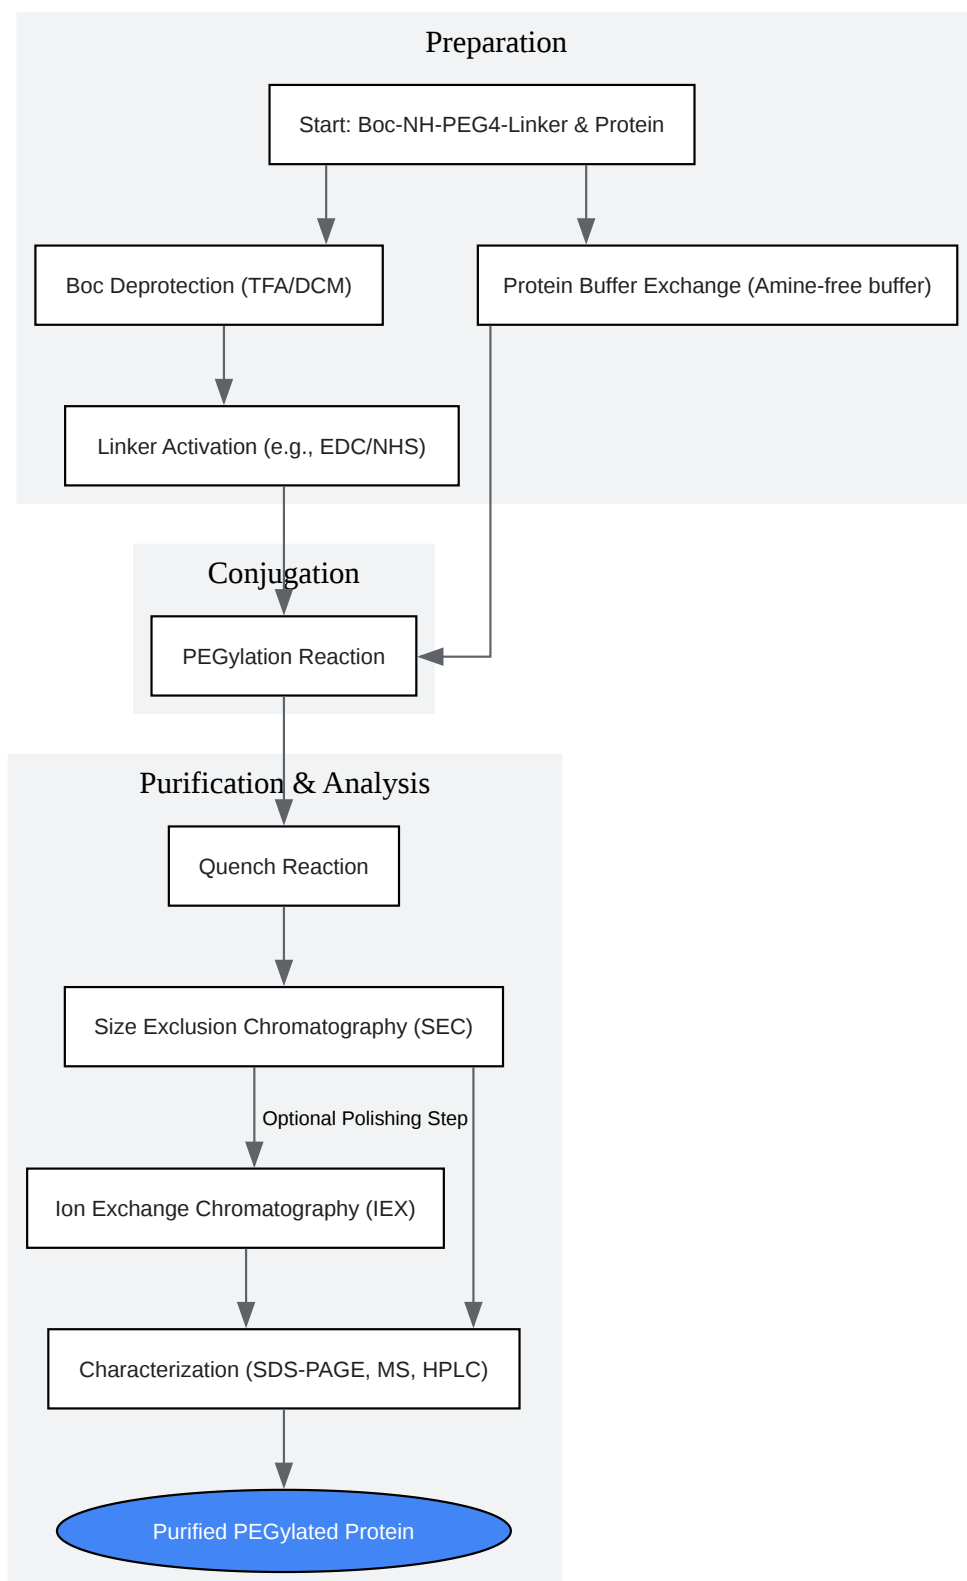 Preparation
Start: Boc-NH-PEG4-Linker & Protein
Boc Deprotection (TFA/DCM)
Protein Buffer Exchange (Amine-free buffer)
Linker Activation (e.g., EDC/NHS)
Conjugation
PEGylation Reaction
Purification & Analysis
Quench Reaction
Size Exclusion Chromatography (SEC)
Optional Polishing Step
Ion Exchange Chromatography (IEX)
Characterization (SDS-PAGE, MS, HPLC)
Purified PEGylated Protein